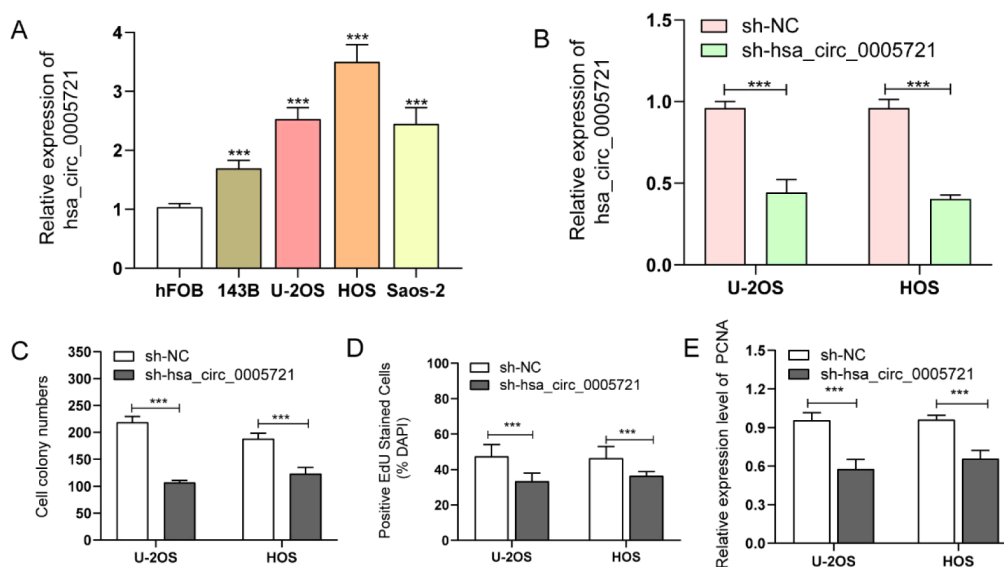 A
Relative expression of
hsa_circ_0005721
4
3
2
1
0
***
***
***
***
hFOB 143B U-2OS HOS Saos-2
B
Relative expression of
hsa_circ_0005721
1.5
1.0
0.5
0.0
sh-NC
sh-hsa_circ_0005721
***
***
U-2OS HOS
C
Cell colony numbers
350
300
250
200
150
100
50
0
sh-NC
sh-hsa_circ_0005721
***
***
U-2OS HOS
D
Positive EdU Stained Cells
(% DAPI)
100
80
60
40
20
0
sh-NC
sh-hsa_circ_0005721
***
***
U-2OS HOS
E
Relative expression level of PCNA
1.5
1.2
0.9
0.6
0.3
0.0
sh-NC
sh-hsa_circ_0005721
***
***
U-2OS HOS